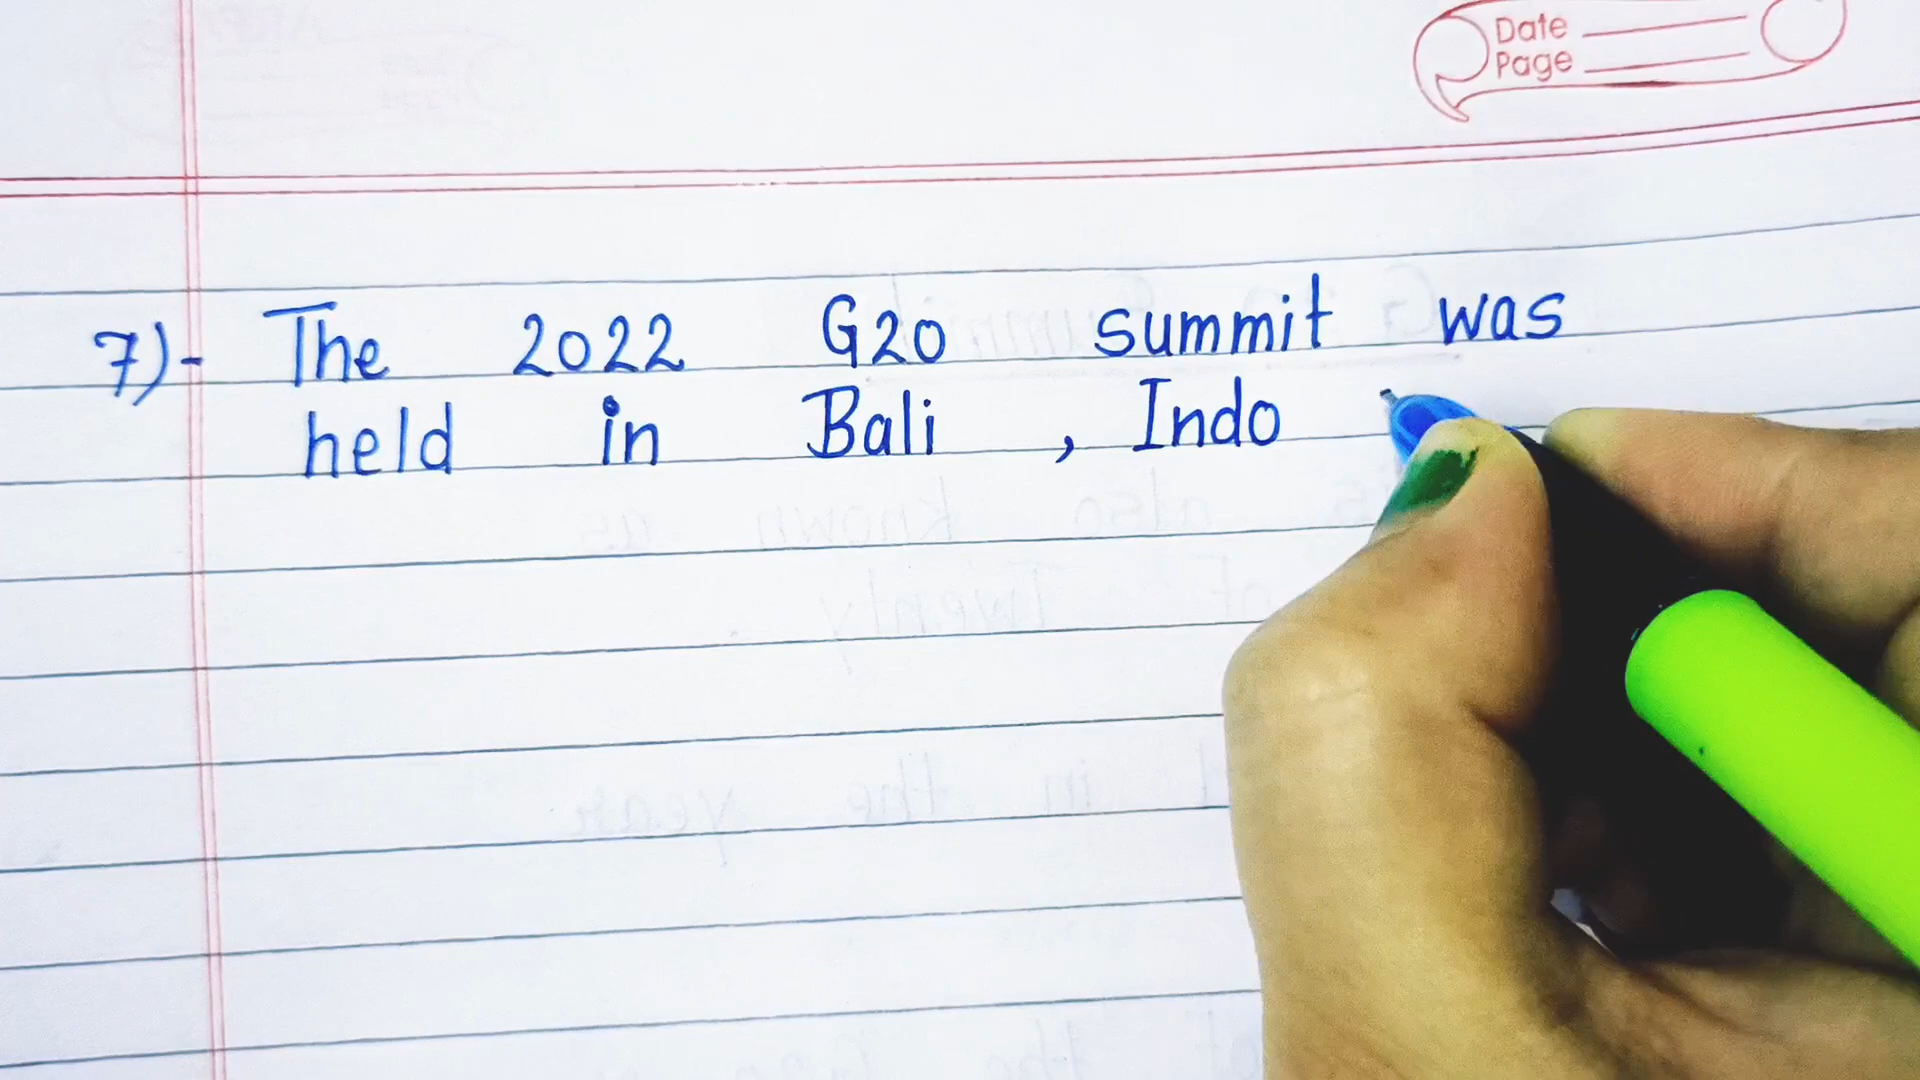 Date
Page
7)- The 2022 G20 summit was
held in Bali , Indo